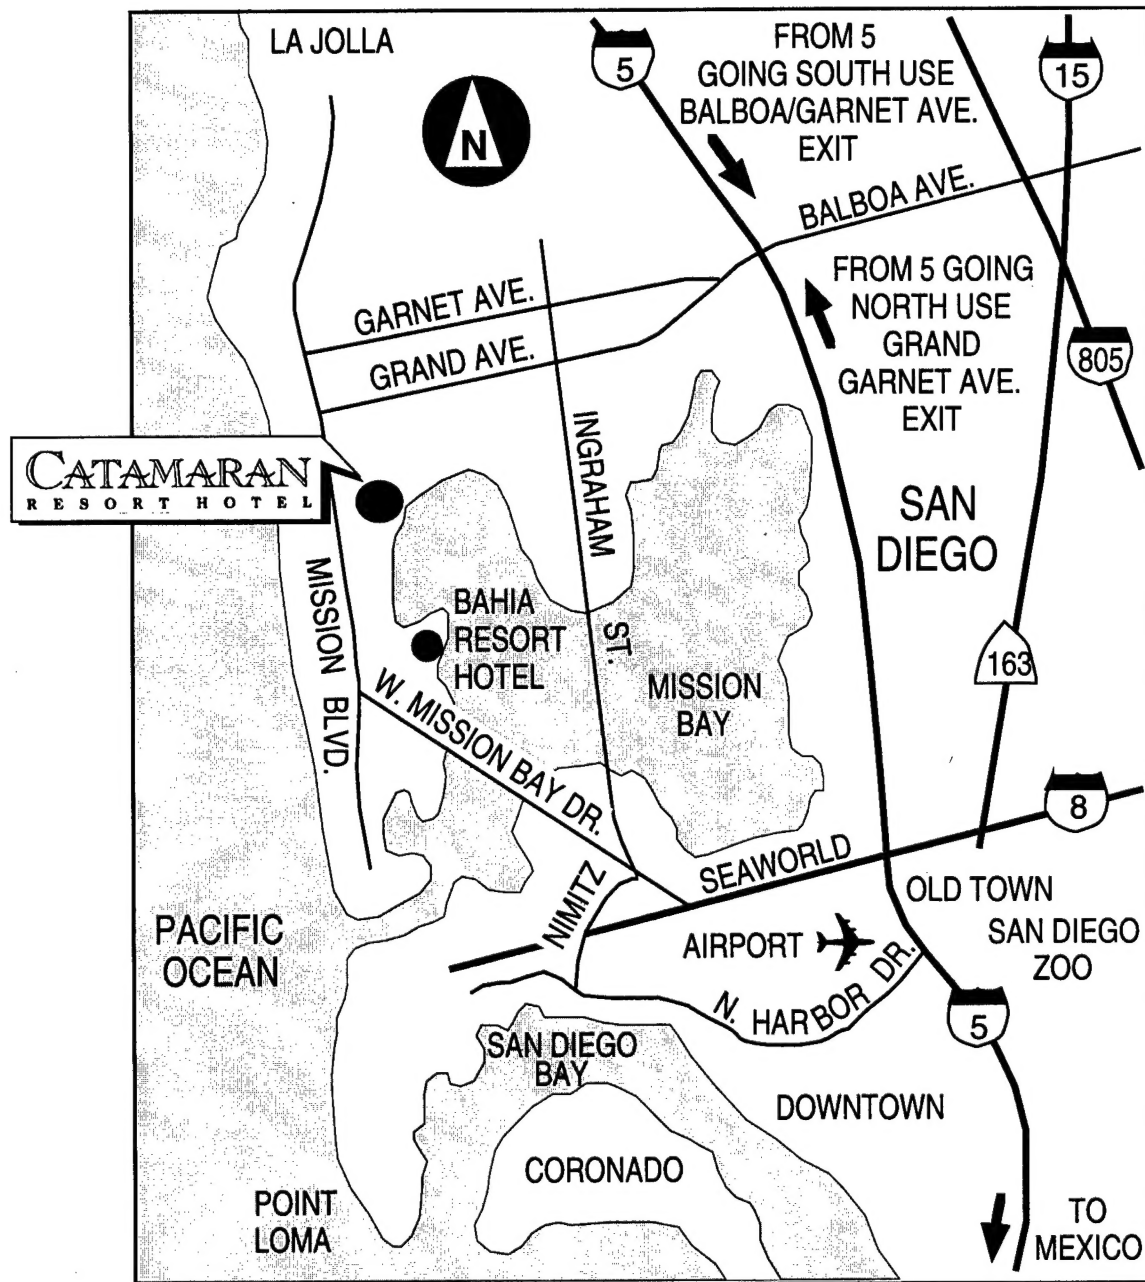 LA JOLLA
N
5
FROM 5
GOING SOUTH USE
BALBOA/GARNET AVE.
EXIT
15
BALBOA AVE.
GARNET AVE.
GRAND AVE.
FROM 5 GOING
NORTH USE
GRAND
GARNET AVE.
EXIT
805
CATAMARAN
RESORT HOTEL
INGRAHAM ST.
SAN
DIEGO
MISSION BLVD.
BAHIA
RESORT
HOTEL
163
MISSION
BAY
W. MISSION BAY DR.
8
SEAWORLD
NIMITZ
OLD TOWN
PACIFIC
OCEAN
AIRPORT
SAN DIEGO
ZOO
N. HARBOR DR.
5
SAN DIEGO
BAY
DOWNTOWN
CORONADO
POINT
LOMA
TO
MEXICO